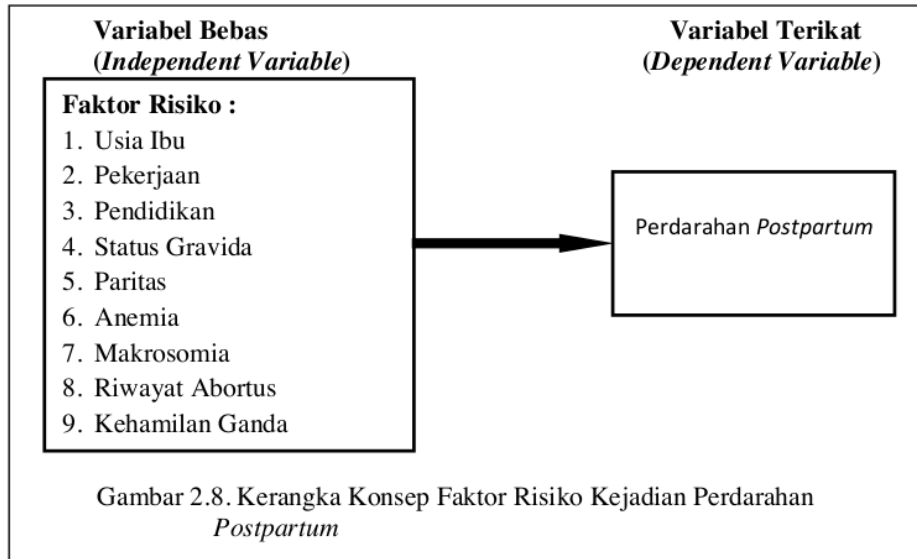 Variabel Bebas
(Independent Variable)
Faktor Risiko :
1. Usia Ibu
2. Pekerjaan
3. Pendidikan
4. Status Gravida
5. Paritas
6. Anemia
7. Makrosomia
8. Riwayat Abortus
9. Kehamilan Ganda
Variabel Terikat
(Dependent Variable)
Perdarahan Postpartum
Gambar 2.8. Kerangka Konsep Faktor Risiko Kejadian Perdarahan
Postpartum